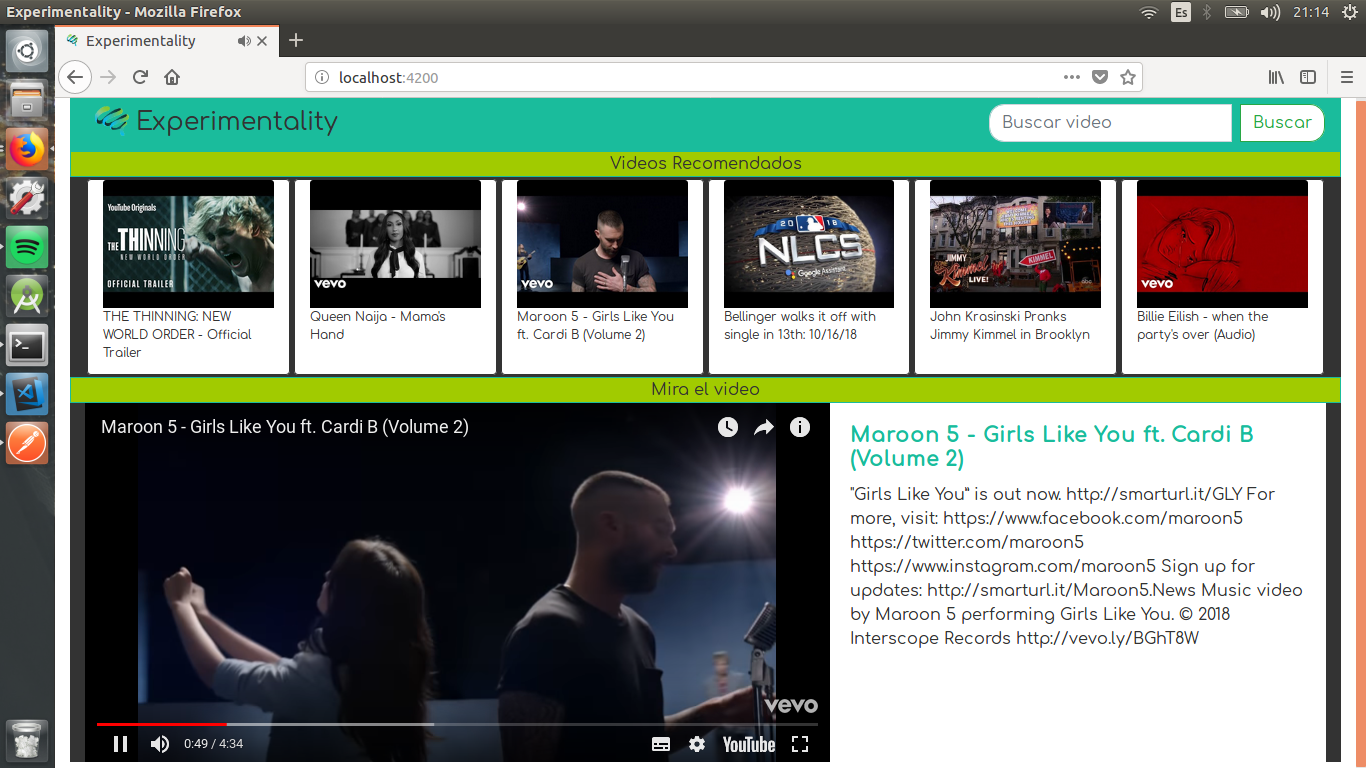 Experimentality - Mozilla Firefox
Es
21:14
Experimentality
localhost:4200
Experimentality
Buscar video
Buscar
Videos Recomendados
YouTube Originals
THE THINNING
NEW WORLD ORDER
OFFICIAL TRAILER
THE THINNING: NEW
WORLD ORDER - Official
Trailer
vevo
Queen Naija - Mama's
Hand
vevo
Maroon 5 - Girls Like You
ft. Cardi B (Volume 2)
2018
NLCS
Google Assistant
Bellinger walks it off with
single in 13th: 10/16/18
JIMMY
KIMMEL
LIVE!
KIMMEL
abc
John Krasinski Pranks
Jimmy Kimmel in Brooklyn
vevo
Billie Eilish - when the
party's over (Audio)
Mira el video
Maroon 5 - Girls Like You ft. Cardi B (Volume 2)
vevo
0:49 / 4:34
YouTube
Maroon 5 - Girls Like You ft. Cardi B
(Volume 2)
"Girls Like You” is out now. http://smarturl.it/GLY For
more, visit: https://www.facebook.com/maroon5
https://twitter.com/maroon5
https://www.instagram.com/maroon5 Sign up for
updates: http://smarturl.it/Maroon5.News Music video
by Maroon 5 performing Girls Like You. © 2018
Interscope Records http://vevo.ly/BGhT8W